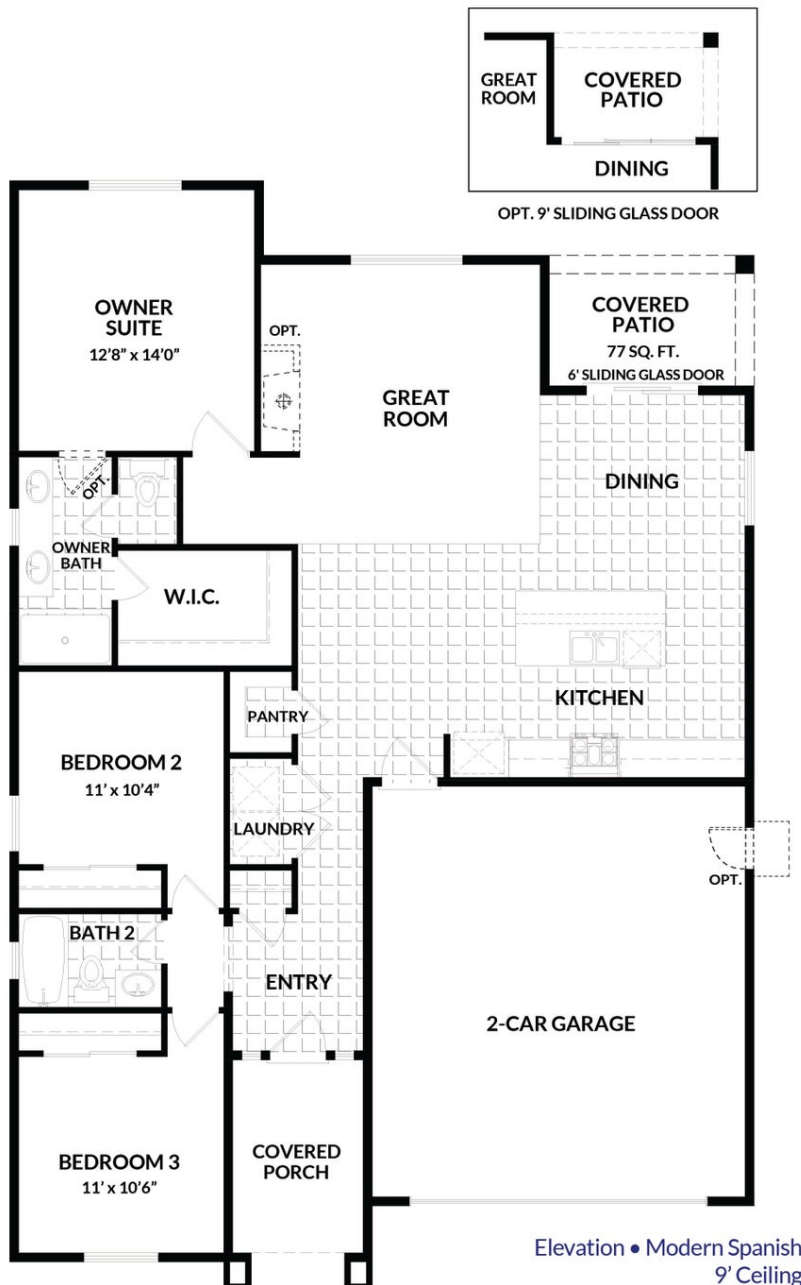 GREAT
ROOM
COVERED
PATIO
DINING
OPT. 9' SLIDING GLASS DOOR
OWNER
SUITE
12'8” x 14'0”
OPT.
GREAT
ROOM
COVERED
PATIO
77 SQ. FT.
6' SLIDING GLASS DOOR
DINING
OPT.
OWNER
BATH
W.I.C.
KITCHEN
PANTRY
BEDROOM 2
11' x 10'4”
LAUNDRY
OPT.
BATH 2
ENTRY
2-CAR GARAGE
BEDROOM 3
11' x 10'6”
COVERED
PORCH
Elevation • Modern Spanish
9' Ceiling